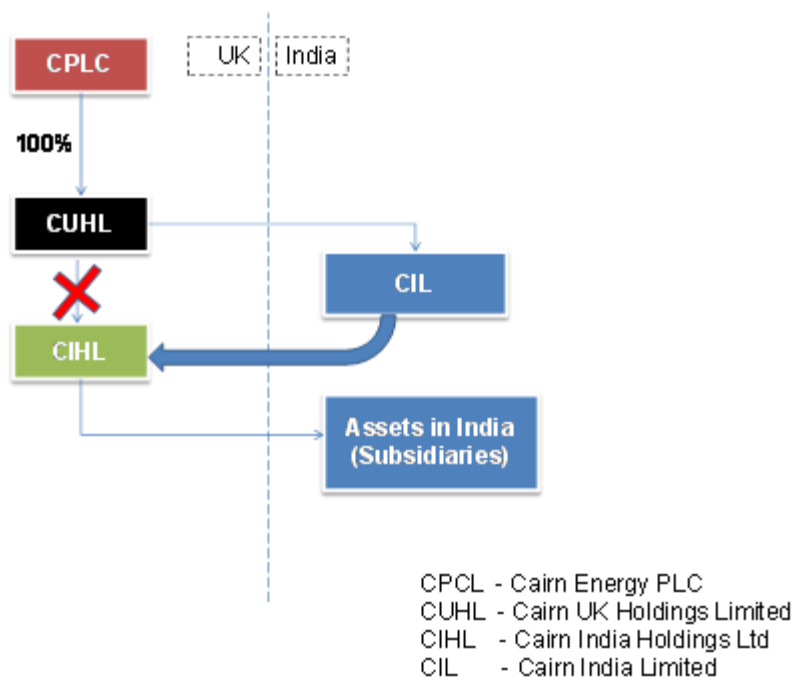 CPLC
UK
India
100%
CUHL
CIL
CIHL
Assets in India
(Subsidiaries)
CPCL - Cairn Energy PLC
CUHL - Cairn UK Holdings Limited
CIHL - Cairn India Holdings Ltd
CIL - Cairn India Limited